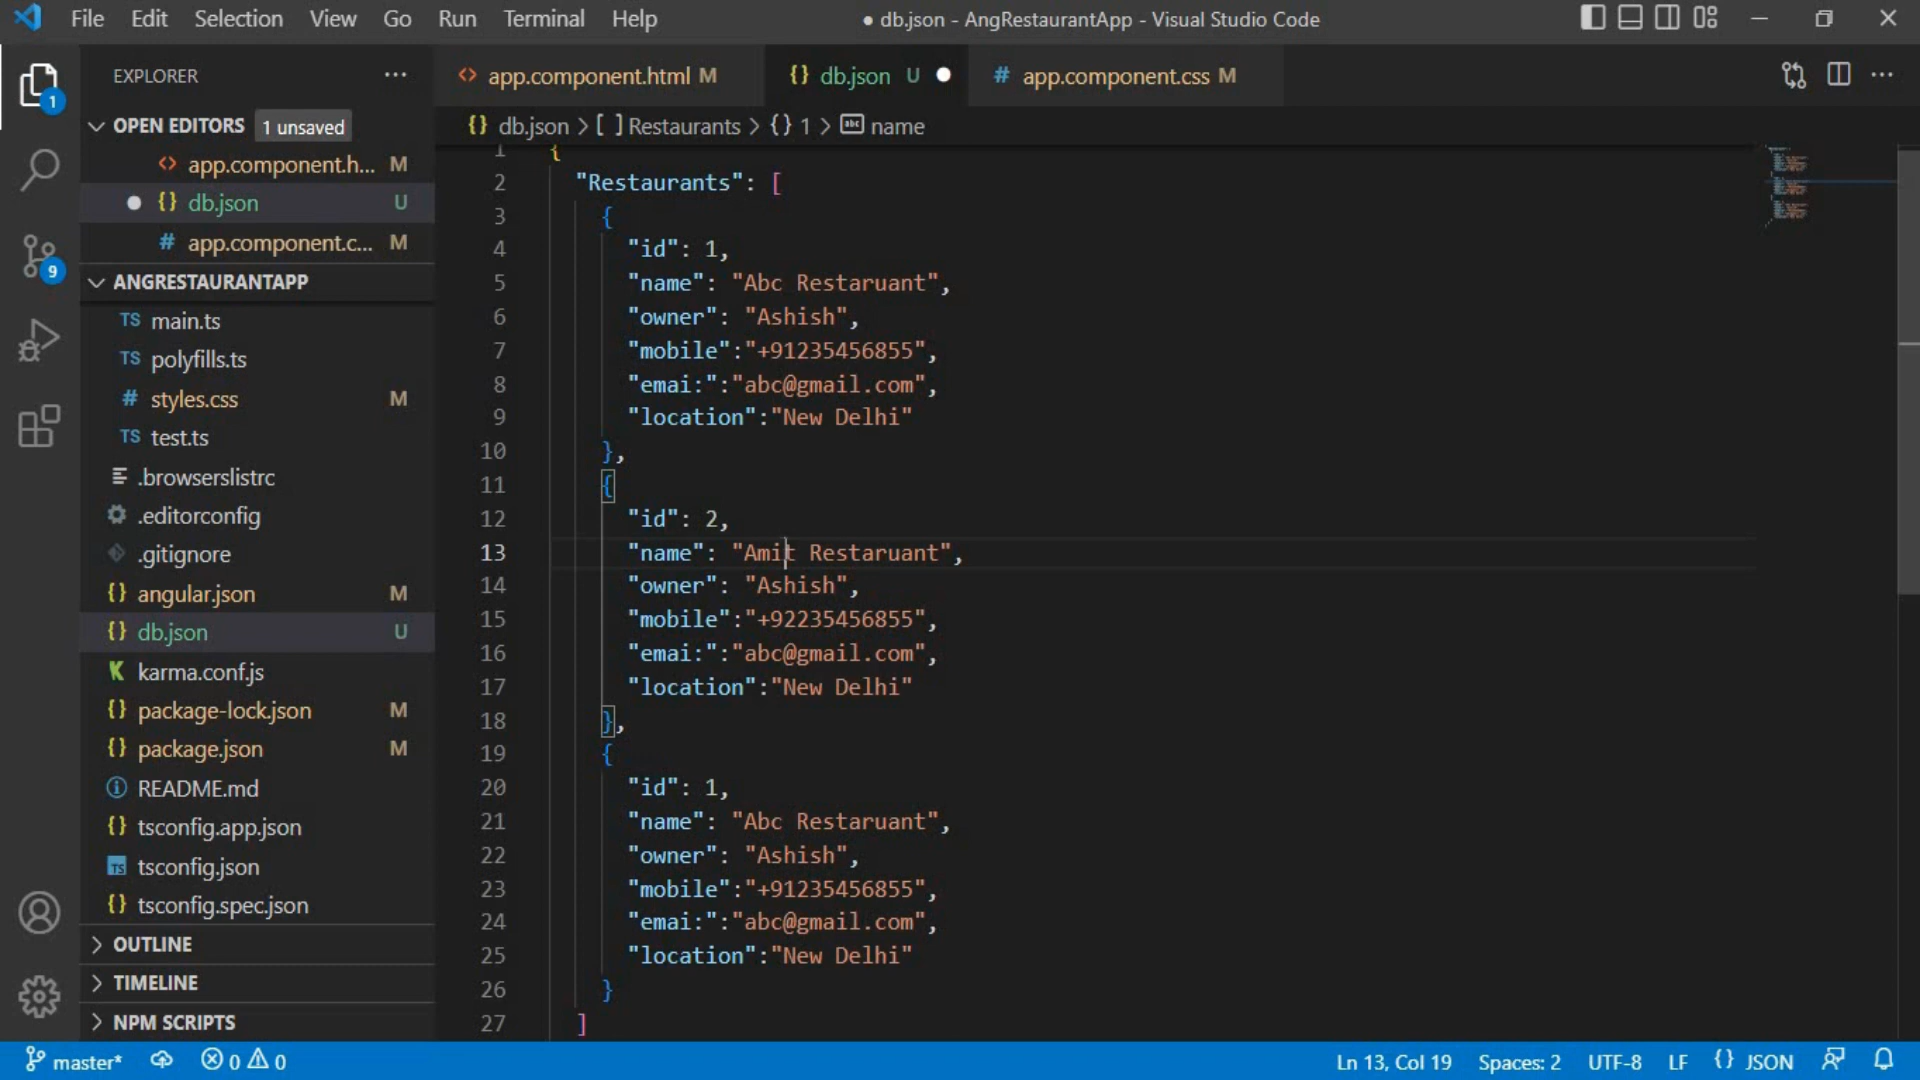 File Edit Selection View Go Run Terminal Help
● db.json - AngRestaurantApp - Visual Studio Code
EXPLORER
1
OPEN EDITORS 1 unsaved
app.component.h... M
db.json U
app.component.c... M
9
ANGRESTAURANTAPP
TS main.ts
TS polyfills.ts
# styles.css M
TS test.ts
.browserslistrc
.editorconfig
.gitignore
{} angular.json M
{} db.json U
karma.conf.js
{} package-lock.json M
{} package.json M
README.md
{} tsconfig.app.json
tsconfig.json
{} tsconfig.spec.json
OUTLINE
TIMELINE
NPM SCRIPTS
<> app.component.html M {} db.json U ● # app.component.css M
{} db.json > [ ] Restaurants > {} 1 > name
1 {
2 "Restaurants": [
3 {
4 "id": 1,
5 "name": "Abc Restaruant",
6 "owner": "Ashish",
7 "mobile":"+91235456855",
8 "emai:":"abc@gmail.com",
9 "location":"New Delhi"
10 },
11 {
12 "id": 2,
13 "name": "Amit Restaruant",
14 "owner": "Ashish",
15 "mobile":"+92235456855",
16 "emai:":"abc@gmail.com",
17 "location":"New Delhi"
18 },
19 {
20 "id": 1,
21 "name": "Abc Restaruant",
22 "owner": "Ashish",
23 "mobile":"+91235456855",
24 "emai:":"abc@gmail.com",
25 "location":"New Delhi"
26 }
27 ]
master* 0 0 Ln 13, Col 19 Spaces: 2 UTF-8 LF {} JSON